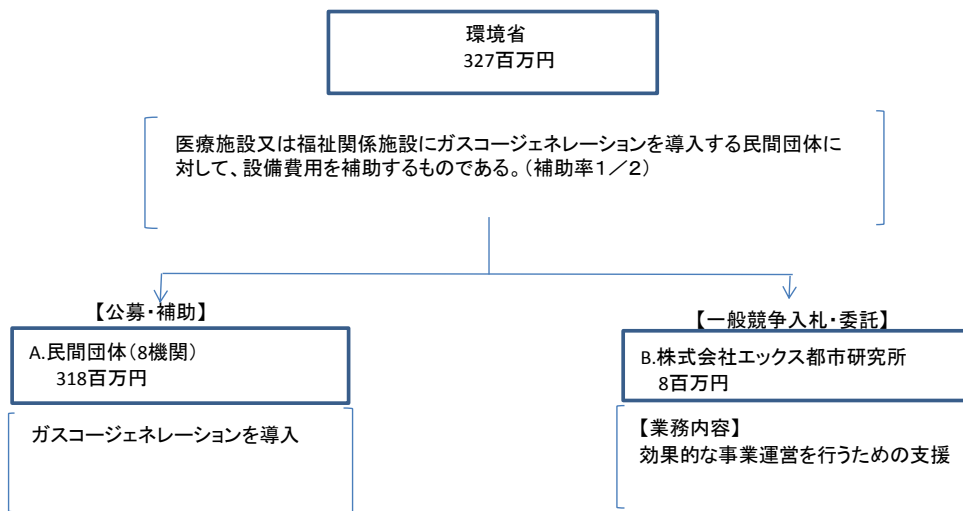 環境省
327百万円
医療施設又は福祉関係施設にガスコージェネレーションを導入する民間団体に
対して、設備費用を補助するものである。(補助率1/2)
【公募・補助】
A.民間団体(8機関)
318百万円
ガスコージェネレーションを導入
【一般競争入札・委託】
B.株式会社エックス都市研究所
8百万円
【業務内容】
効果的な事業運営を行うための支援